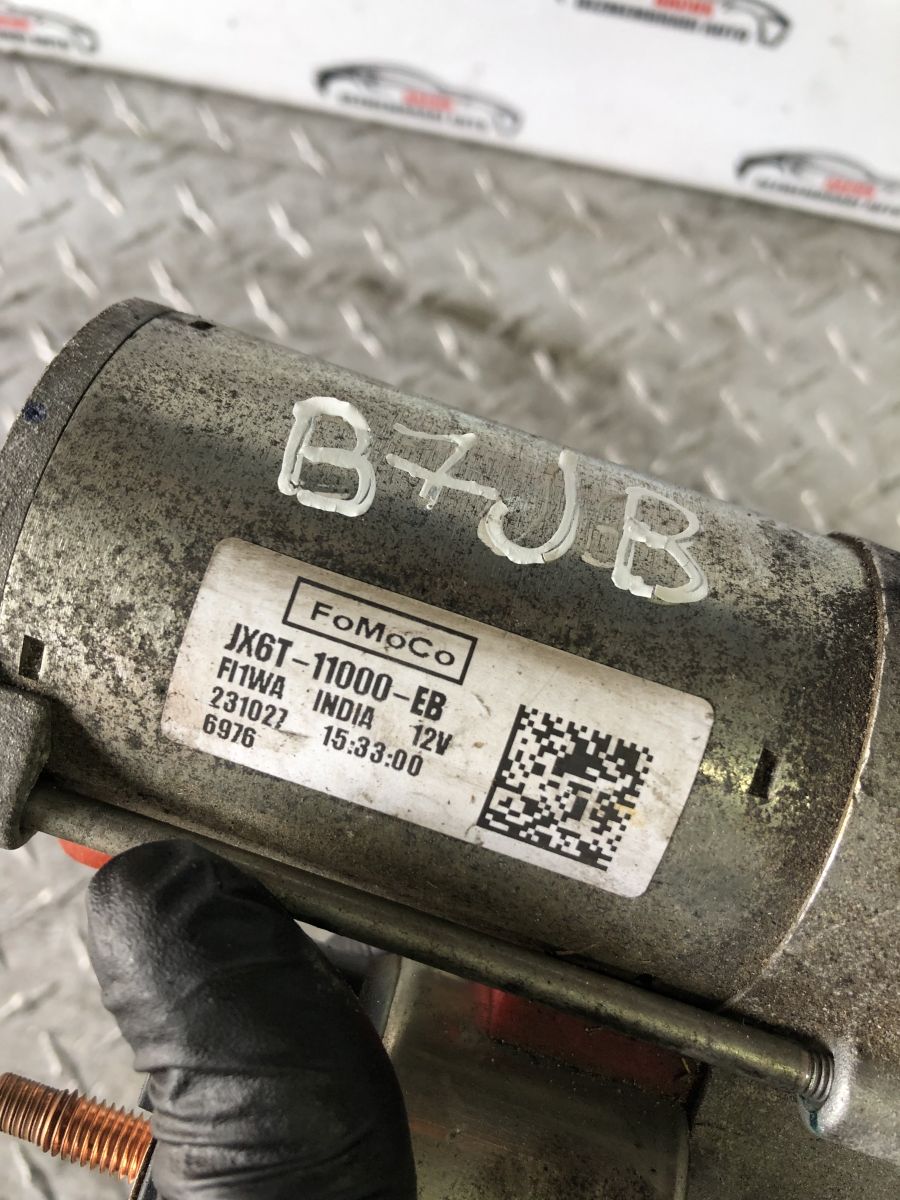 B7JB
FoMoCo
JX6T-11000-EB
FI1WA INDIA 12V
231027 15:33:00
6976